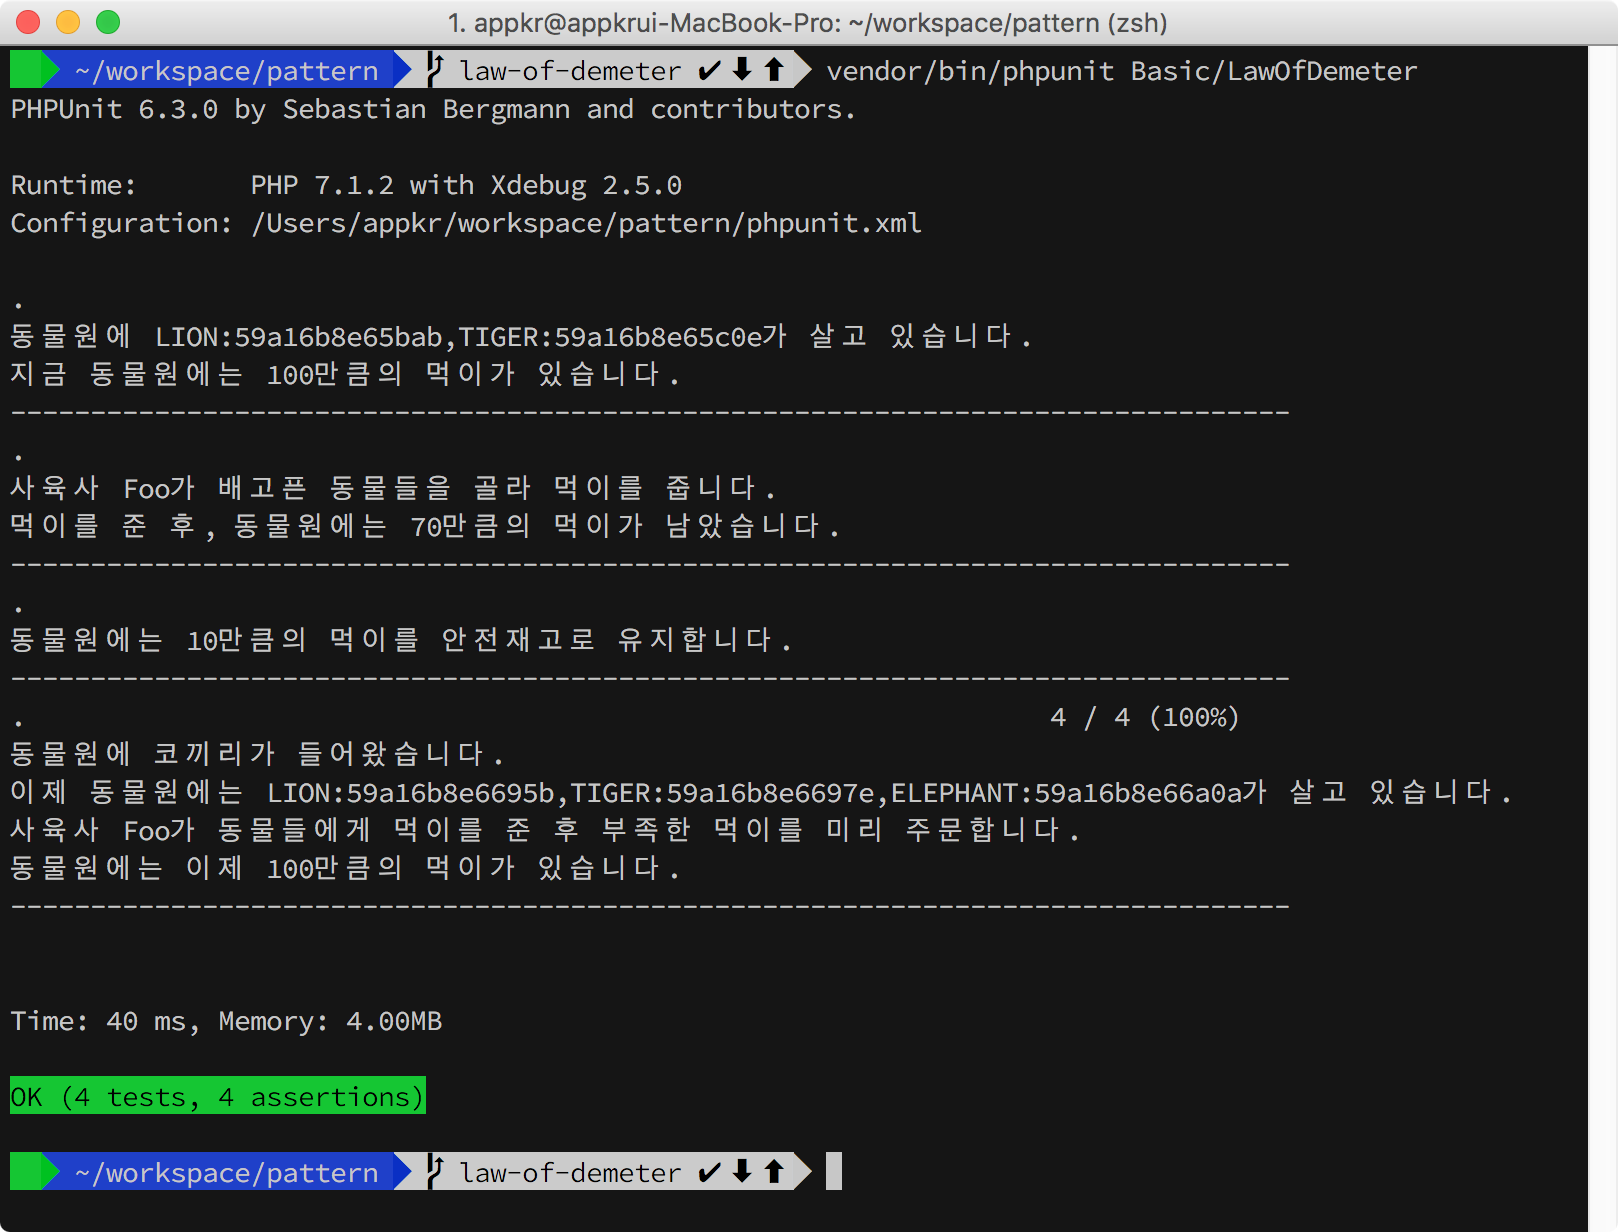 1. appkr@appkrui-MacBook-Pro: ~/workspace/pattern (zsh)
~/workspace/pattern law-of-demeter ✔ ⬇ ⬆ vendor/bin/phpunit Basic/LawOfDemeter
PHPUnit 6.3.0 by Sebastian Bergmann and contributors.
Runtime: PHP 7.1.2 with Xdebug 2.5.0
Configuration: /Users/appkr/workspace/pattern/phpunit.xml
.
동물원에 LION:59a16b8e65bab,TIGER:59a16b8e65c0e가 살고 있습니다.
지금 동물원에는 100만큼의 먹이가 있습니다.
--------------------------------------------------------------------------------
.
사육사 Foo가 배고픈 동물들을 골라 먹이를 줍니다.
먹이를 준 후, 동물원에는 70만큼의 먹이가 남았습니다.
--------------------------------------------------------------------------------
.
동물원에는 10만큼의 먹이를 안전재고로 유지합니다.
--------------------------------------------------------------------------------
. 4 / 4 (100%)
동물원에 코끼리가 들어왔습니다.
이제 동물원에는 LION:59a16b8e6695b,TIGER:59a16b8e6697e,ELEPHANT:59a16b8e66a0a가 살고 있습니다.
사육사 Foo가 동물들에게 먹이를 준 후 부족한 먹이를 미리 주문합니다.
동물원에는 이제 100만큼의 먹이가 있습니다.
--------------------------------------------------------------------------------
Time: 40 ms, Memory: 4.00MB
OK (4 tests, 4 assertions)
~/workspace/pattern law-of-demeter ✔ ⬇ ⬆